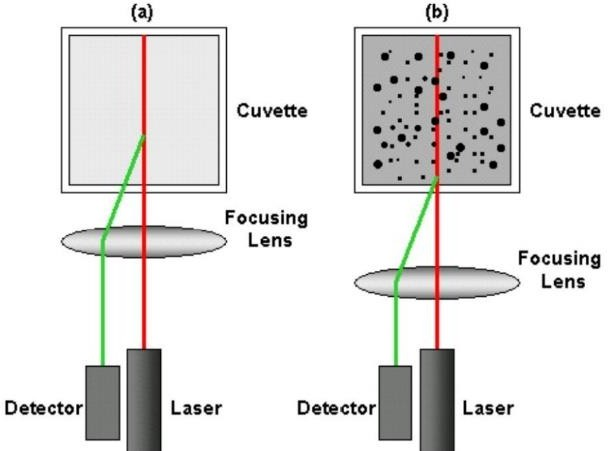 (a)
Cuvette
Focusing
Lens
Detector
Laser
(b)
Cuvette
Focusing
Lens
Detector
Laser